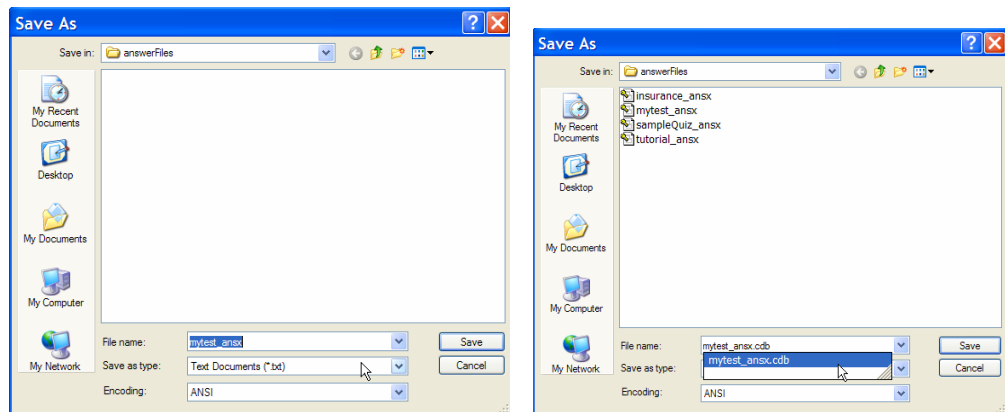 Save As
Save in: answerFiles
My Recent
Documents
Desktop
My Documents
My Computer
My Network
File name: mytest_ansx Save
Save as type: Text Documents (*.txt) Cancel
Encoding: ANSI
Save As
Save in: answerFiles
insurance_ansx
mytest_ansx
sampleQuiz_ansx
tutorial_ansx
My Recent
Documents
Desktop
My Documents
My Computer
My Network
File name: mytest_ansx.cdb Save
mytest_ansx.cdb
Save as type: Cancel
Encoding: ANSI